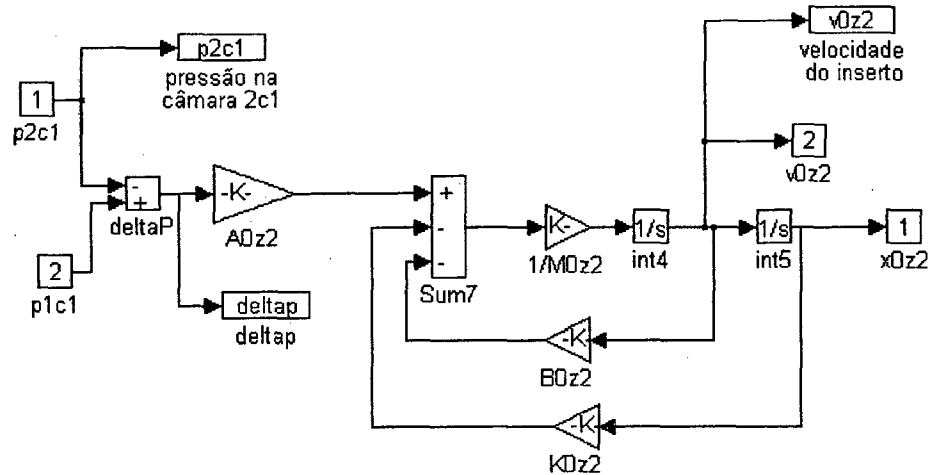 v0z2
velocidade
do inserto
p2c1
pressão na
câmara 2c1
1
p2c1
2
v0z2
-
+
deltaP
-K-
A0z2
+
-
-
Sum7
K-
1/M0z2
1/s
int4
1/s
int5
1
x0z2
2
p1c1
deltap
deltap
-K
B0z2
-K
K0z2